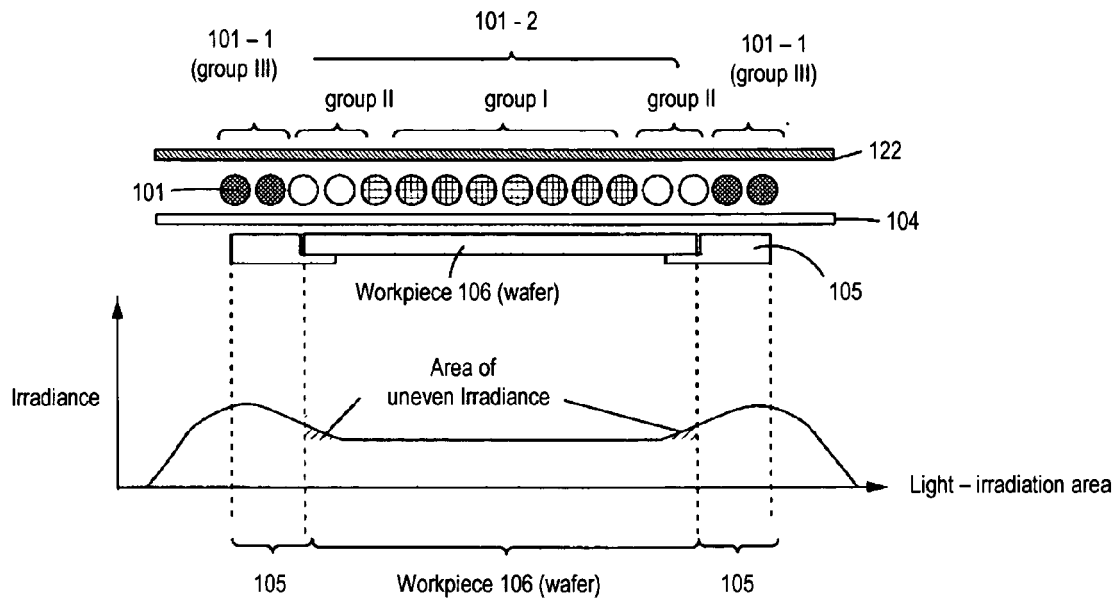 101 - 2
101 – 1
(group III)
101 – 1
(group III)
group II
group I
group II
122
101
104
105
Workpiece 106 (wafer)
Area of
uneven Irradiance
Irradiance
Light – irradiation area
105
Workpiece 106 (wafer)
105